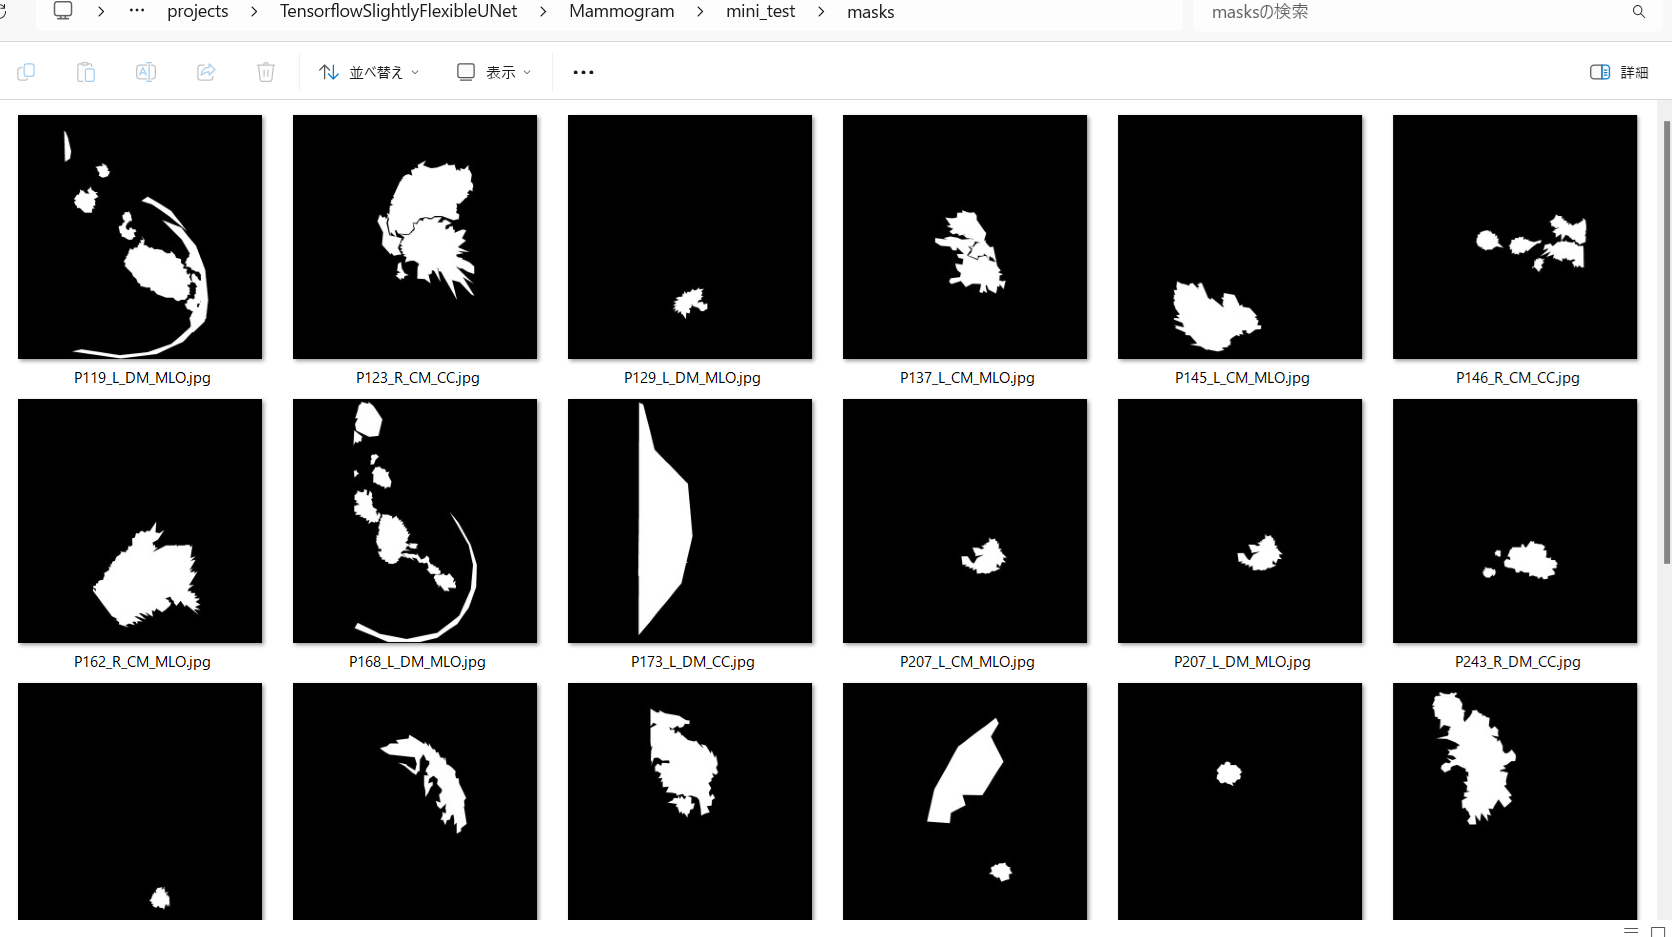 projects > TensorflowSlightlyFlexibleUNet > Mammogram > mini_test > masks
masksの検索
並べ替え 表示 詳細
P119_L_DM_MLO.jpg
P123_R_CM_CC.jpg
P129_L_DM_MLO.jpg
P137_L_CM_MLO.jpg
P145_L_CM_MLO.jpg
P146_R_CM_CC.jpg
P162_R_CM_MLO.jpg
P168_L_DM_MLO.jpg
P173_L_DM_CC.jpg
P207_L_CM_MLO.jpg
P207_L_DM_MLO.jpg
P243_R_DM_CC.jpg